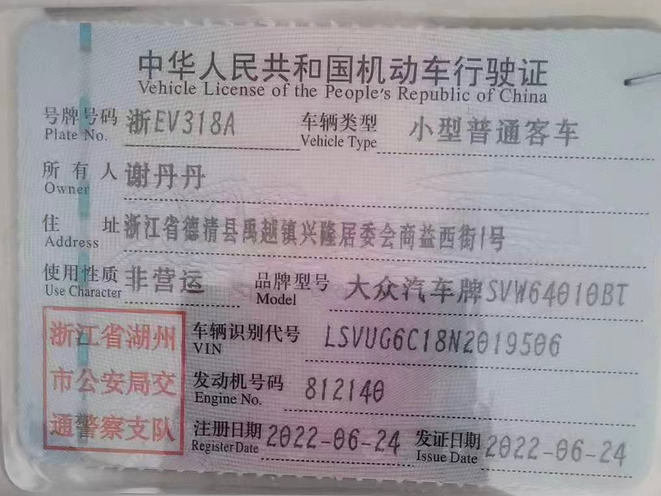 中华人民共和国机动车行驶证
Vehicle License of the People's Republic of China
号牌号码 浙EV318A 车辆类型 小型普通客车
Plate No. Vehicle Type
所有人 谢丹丹
Owner
住址 浙江省德清县禹越镇兴隆居委会商益西街1号
Address
使用性质 非营运 品牌型号 大众汽车牌SVW64010BT
Use Character Model
浙江省湖州 车辆识别代号 LSVUG6C18N2019506
VIN
市公安局交 发动机号码 812140
Engine No.
通警察支队 注册日期 2022-06-24 发证日期 2022-06-24
Register Date Issue Date